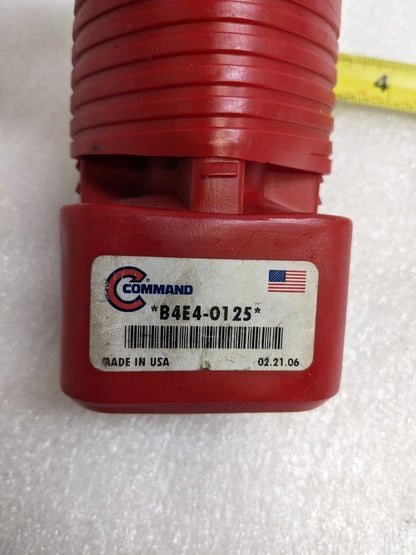 COMMAND
*B4E4-0125*
MADE IN USA 02.21.06
4